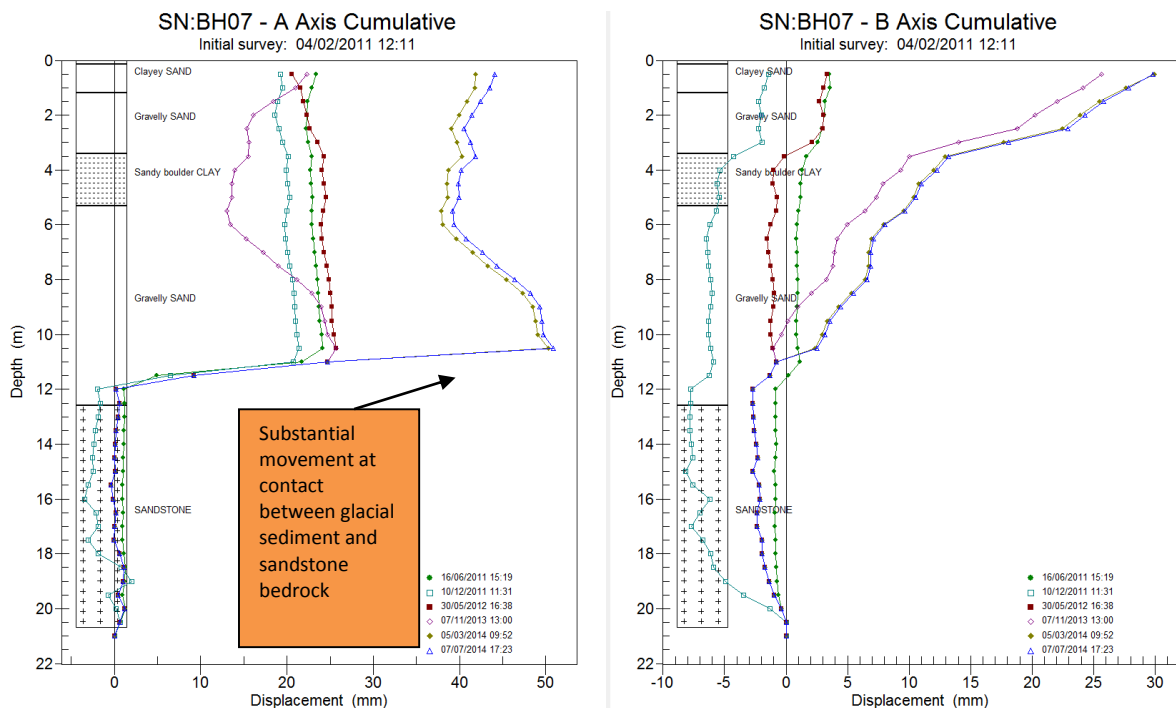 SN:BH07 - A Axis Cumulative
Initial survey: 04/02/2011 12:11
0
2
4
6
8
10
12
14
16
18
20
22
Depth (m)
Clayey SAND
Gravelly SAND
Sandy boulder CLAY
Gravelly SAND
SANDSTONE
Substantial
movement at
contact
between glacial
sediment and
sandstone
bedrock
16/06/2011 15:19
10/12/2011 11:31
30/05/2012 16:38
07/11/2013 13:00
05/03/2014 09:52
07/07/2014 17:23
0 10 20 30 40 50
Displacement (mm)
SN:BH07 - B Axis Cumulative
Initial survey: 04/02/2011 12:11
0
2
4
6
8
10
12
14
16
18
20
22
Depth (m)
Clayey SAND
Gravelly SAND
Sandy boulder CLAY
Gravelly SAND
SANDSTONE
16/06/2011 15:19
10/12/2011 11:31
30/05/2012 16:38
07/11/2013 13:00
05/03/2014 09:52
07/07/2014 17:23
-10 -5 0 5 10 15 20 25 30
Displacement (mm)